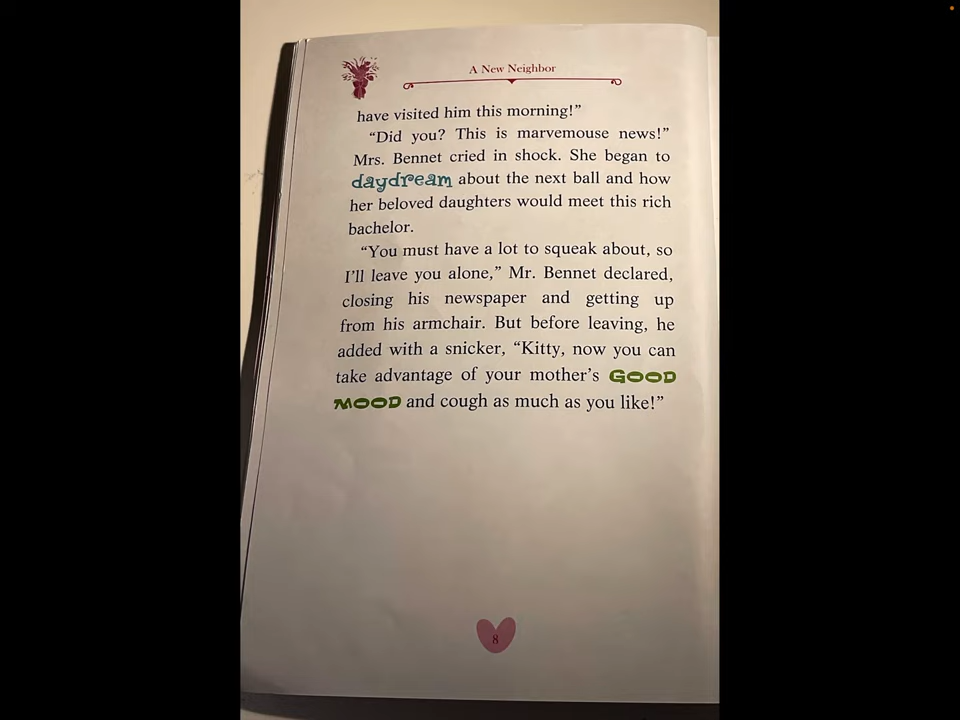 A New Neighbor
have visited him this morning!”
“Did you? This is marvemouse news!”
Mrs. Bennet cried in shock. She began to
daydream about the next ball and how
her beloved daughters would meet this rich
bachelor.
“You must have a lot to squeak about, so
I’ll leave you alone,” Mr. Bennet declared,
closing his newspaper and getting up
from his armchair. But before leaving, he
added with a snicker, “Kitty, now you can
take advantage of your mother’s GOOD
MOOD and cough as much as you like!”
8